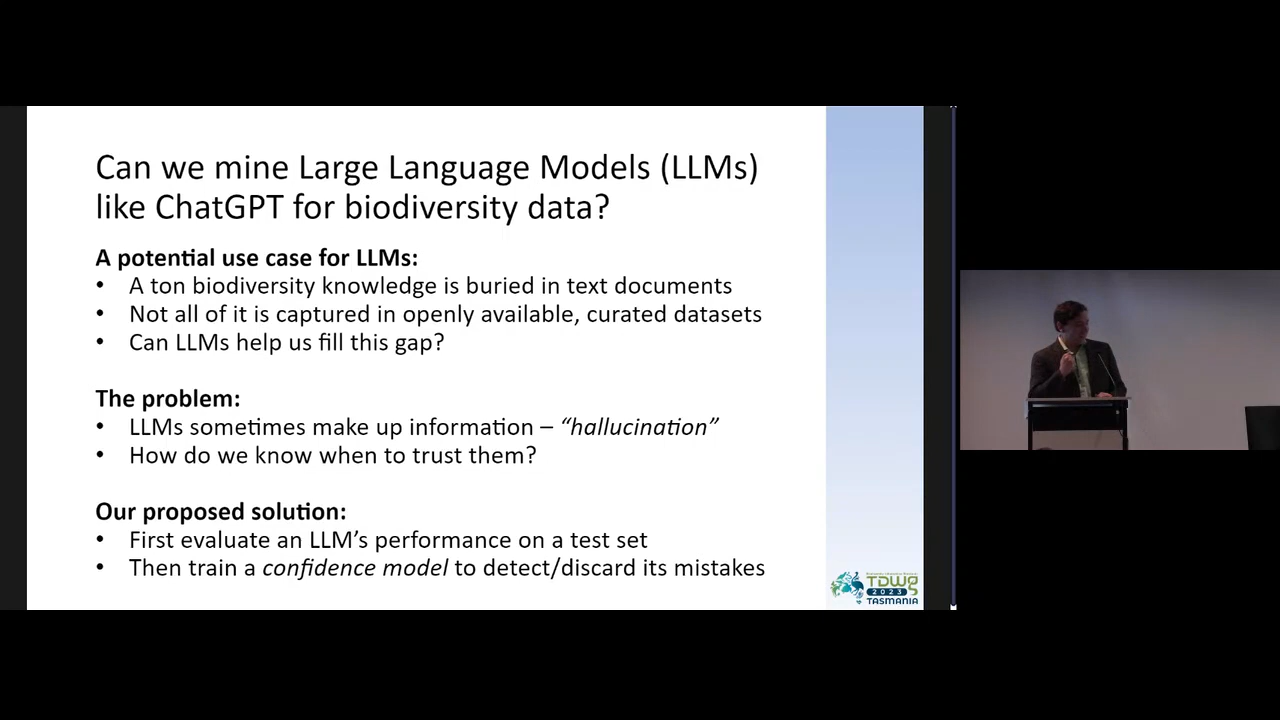 Can we mine Large Language Models (LLMs)
like ChatGPT for biodiversity data?
A potential use case for LLMs:
• A ton biodiversity knowledge is buried in text documents
• Not all of it is captured in openly available, curated datasets
• Can LLMs help us fill this gap?
The problem:
• LLMs sometimes make up information – “hallucination”
• How do we know when to trust them?
Our proposed solution:
• First evaluate an LLM’s performance on a test set
• Then train a confidence model to detect/discard its mistakes
TDWG
2023
TASMANIA